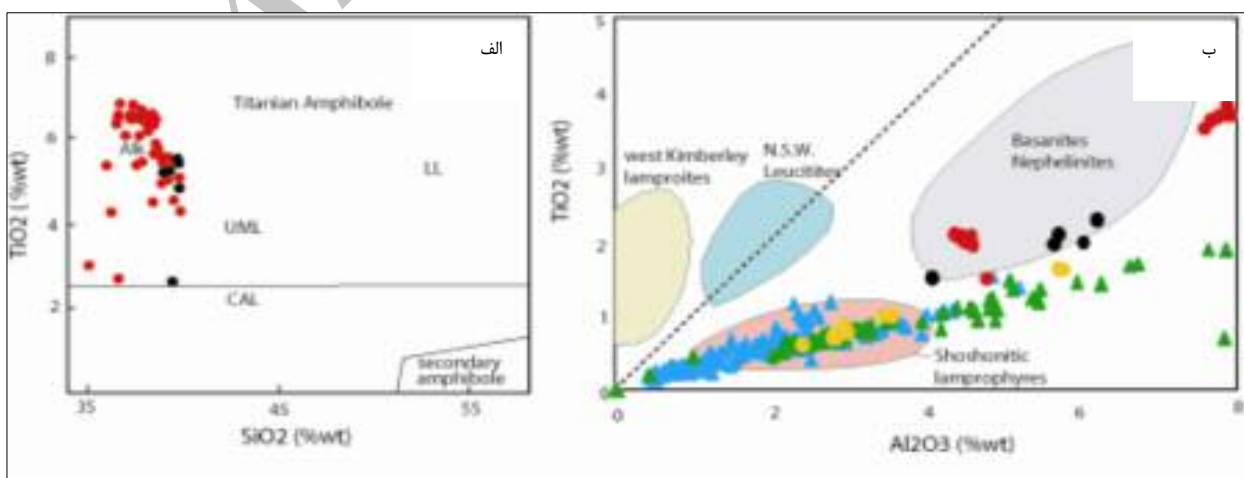 الف
8
6
4
2
TiO2 (%wt)
Titanian Amphibole
Alk
LL
UML
CAL
secondary
amphibole
35
45
55
SiO2 (%wt)
ب
5
4
3
2
1
0
TiO2 (%wt)
west Kimberley
lamproites
N.S.W.
Leucitites
Basanites
Nephelinites
Shoshonitic
lamprophyres
0
2
4
6
8
Al2O3 (%wt)